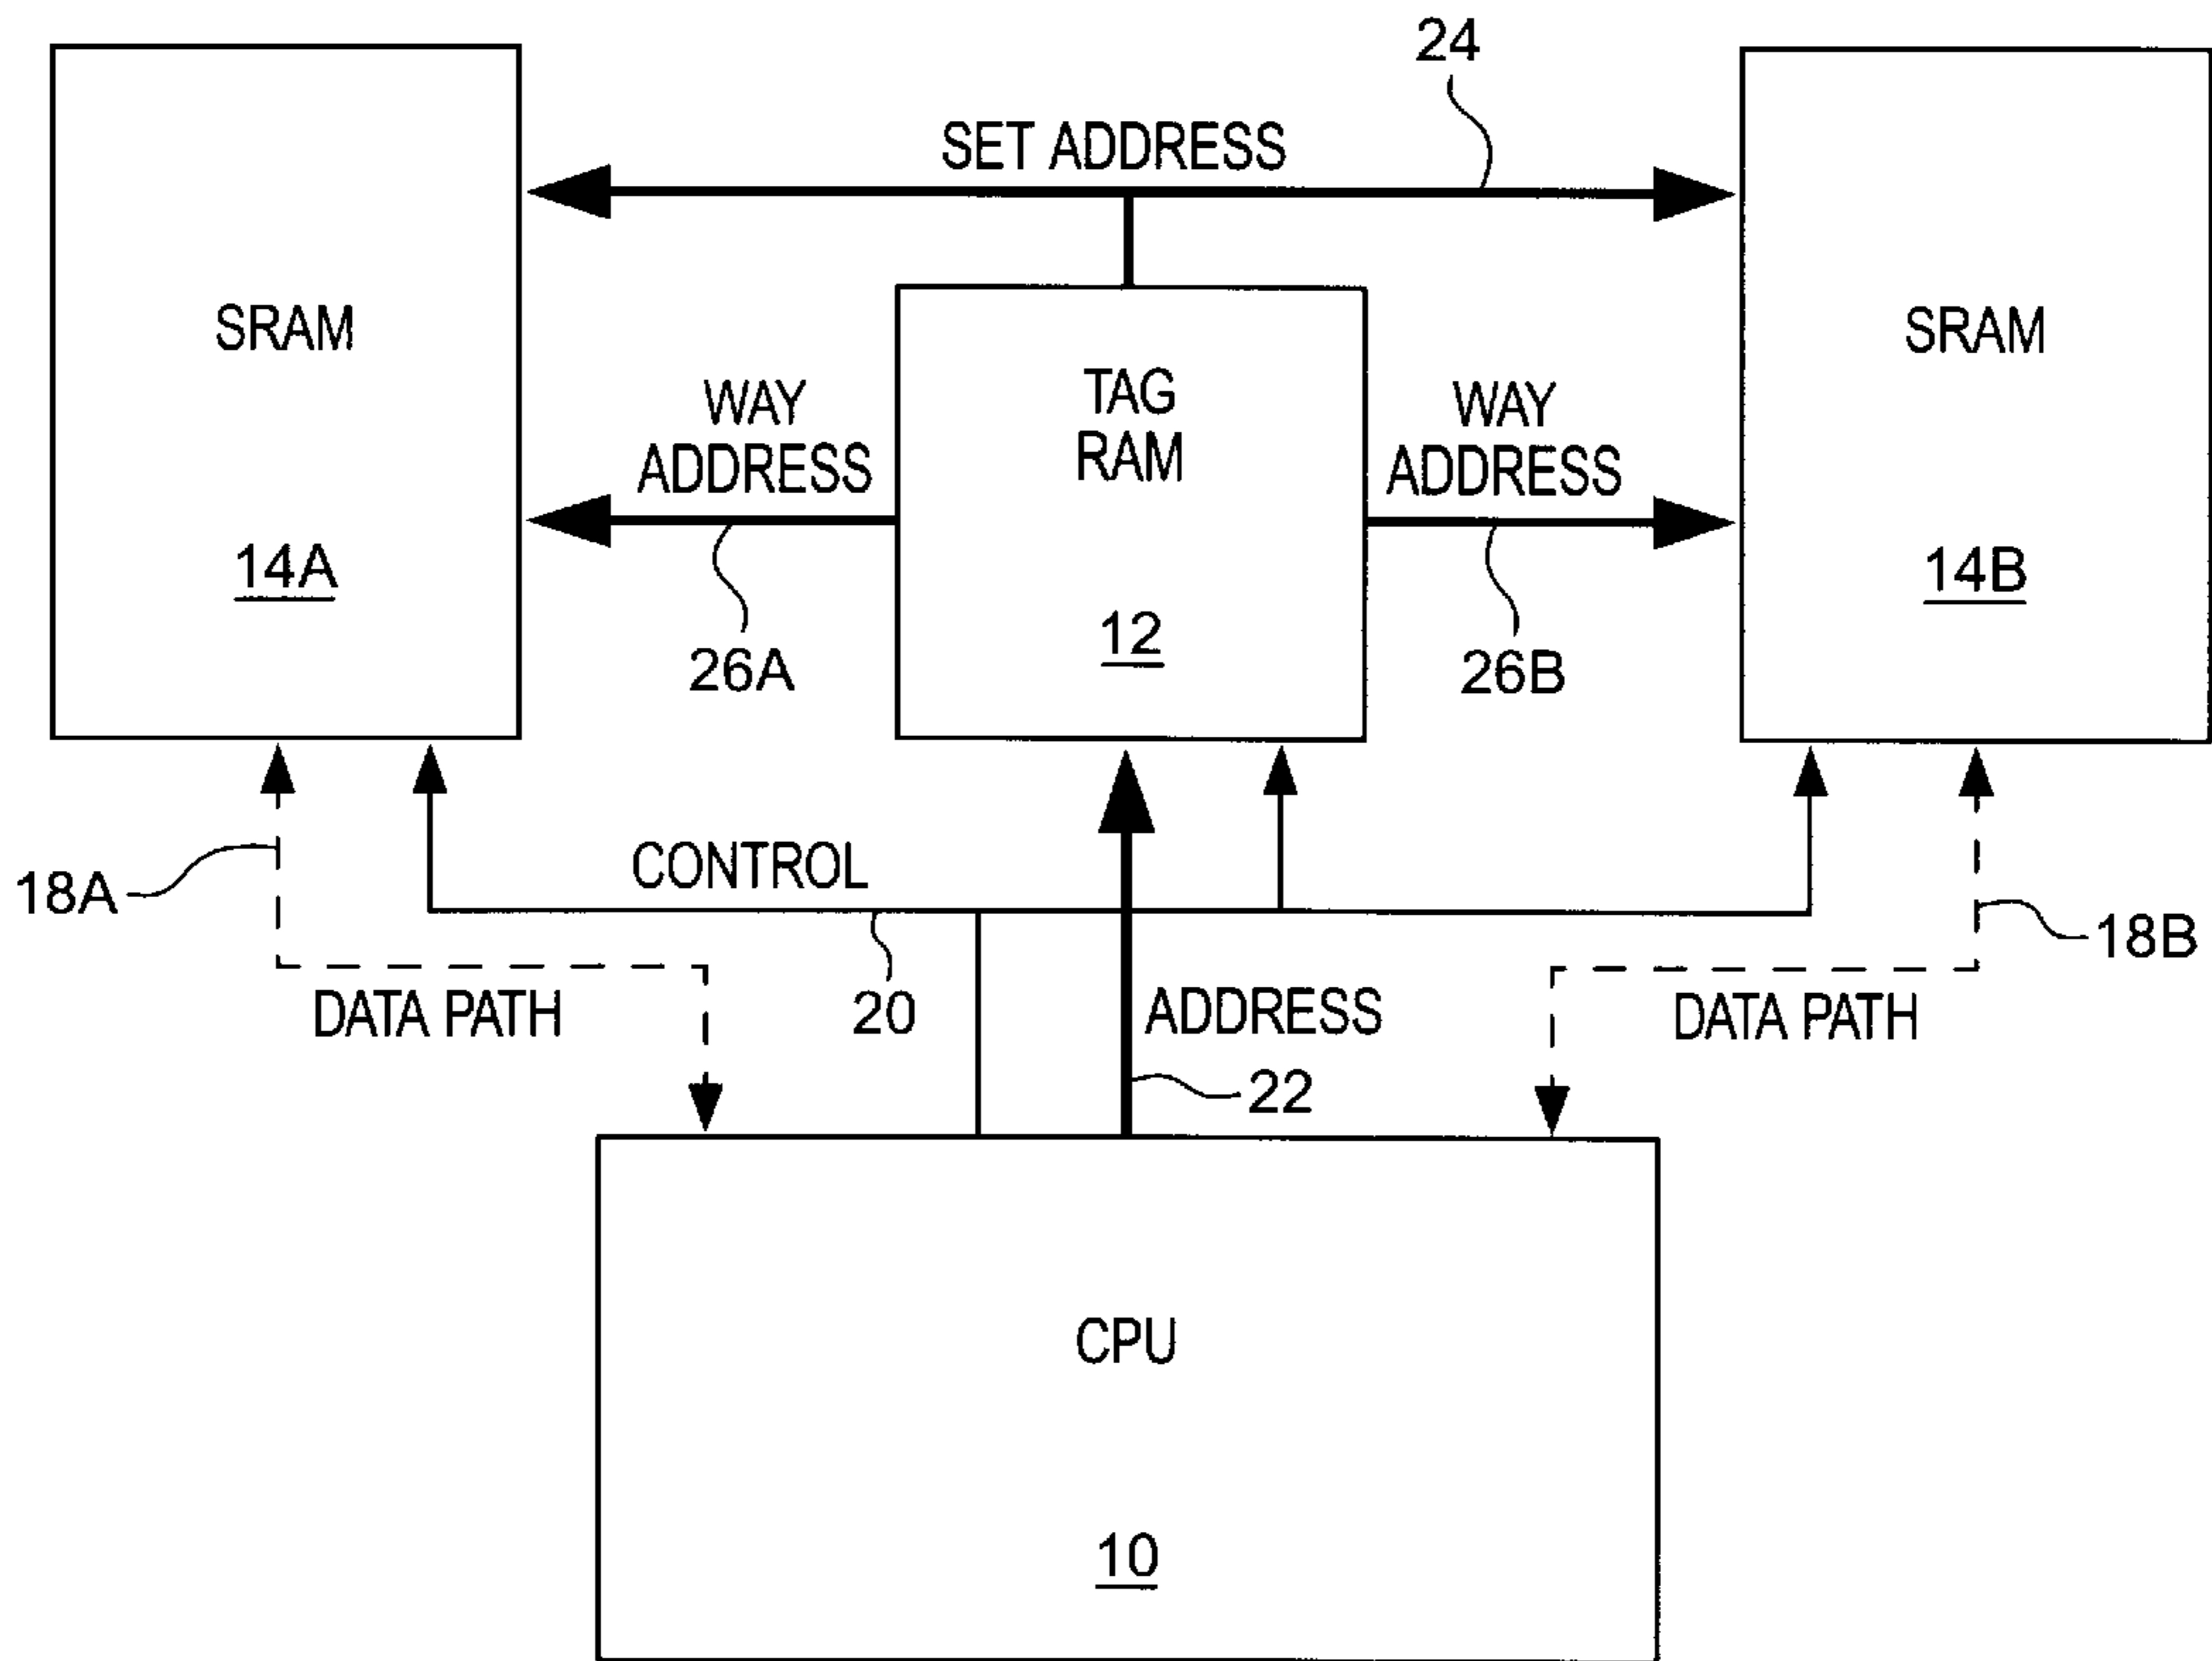 24
SET ADDRESS
SRAM
14A
WAY
ADDRESS
26A
TAG
RAM
12
WAY
ADDRESS
26B
SRAM
14B
18A
CONTROL
20
DATA PATH
ADDRESS
22
18B
DATA PATH
CPU
10